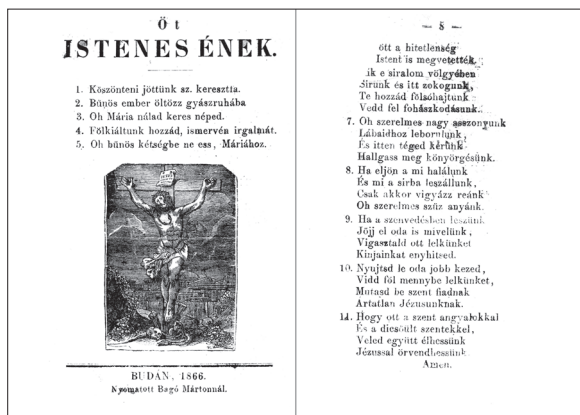 Öt
ISTENES ÉNEK.
1. Köszönteni jöttünk sz. keresztta.
2. Bűnös ember öltözz gyászruhába
3. Oh Mária nálad keres néped.
4. Fölkiáltunk hozzád, ismervén irgalmát.
5. Oh bűnös kétségbe ne ess, Máriához.
BUDÁN, 1866.
Nyomatott Bagó Mártonnál.
— 8 —
ött a hitetlenség
Istent is megvetették,
ik e siralom völgyében
Sirunk és itt zokogunk,
Te hozzád fölsóhajtunk
Vedd fel fohászkodásunk.
7. Oh szerelmes nagy asszonyunk
Lábaidhoz leborulunk,
És itten téged kérünk
Hallgass meg könyörgésünk.
8. Ha eljön a mi halálunk
És mi a sirba leszállunk,
Csak akkor vigyázz reánk
Oh szerelmes szűz anyánk.
9. Ha a szenvedésben leszünk
Jőjj el oda is mivelünk,
Vigasztald ott lelkünket
Kinjainkat enyhitsed.
10. Nyujtsd le oda jobb kezed,
Vidd föl mennybe lelkünket,
Mutasd be szent fiadnak
Artatlan Jézusunknak.
11. Hogy ott a szent angyalokkal
És a dicsőült szentekkel,
Veled együtt élhessünk
Jézussal örvendhessünk
Amen.